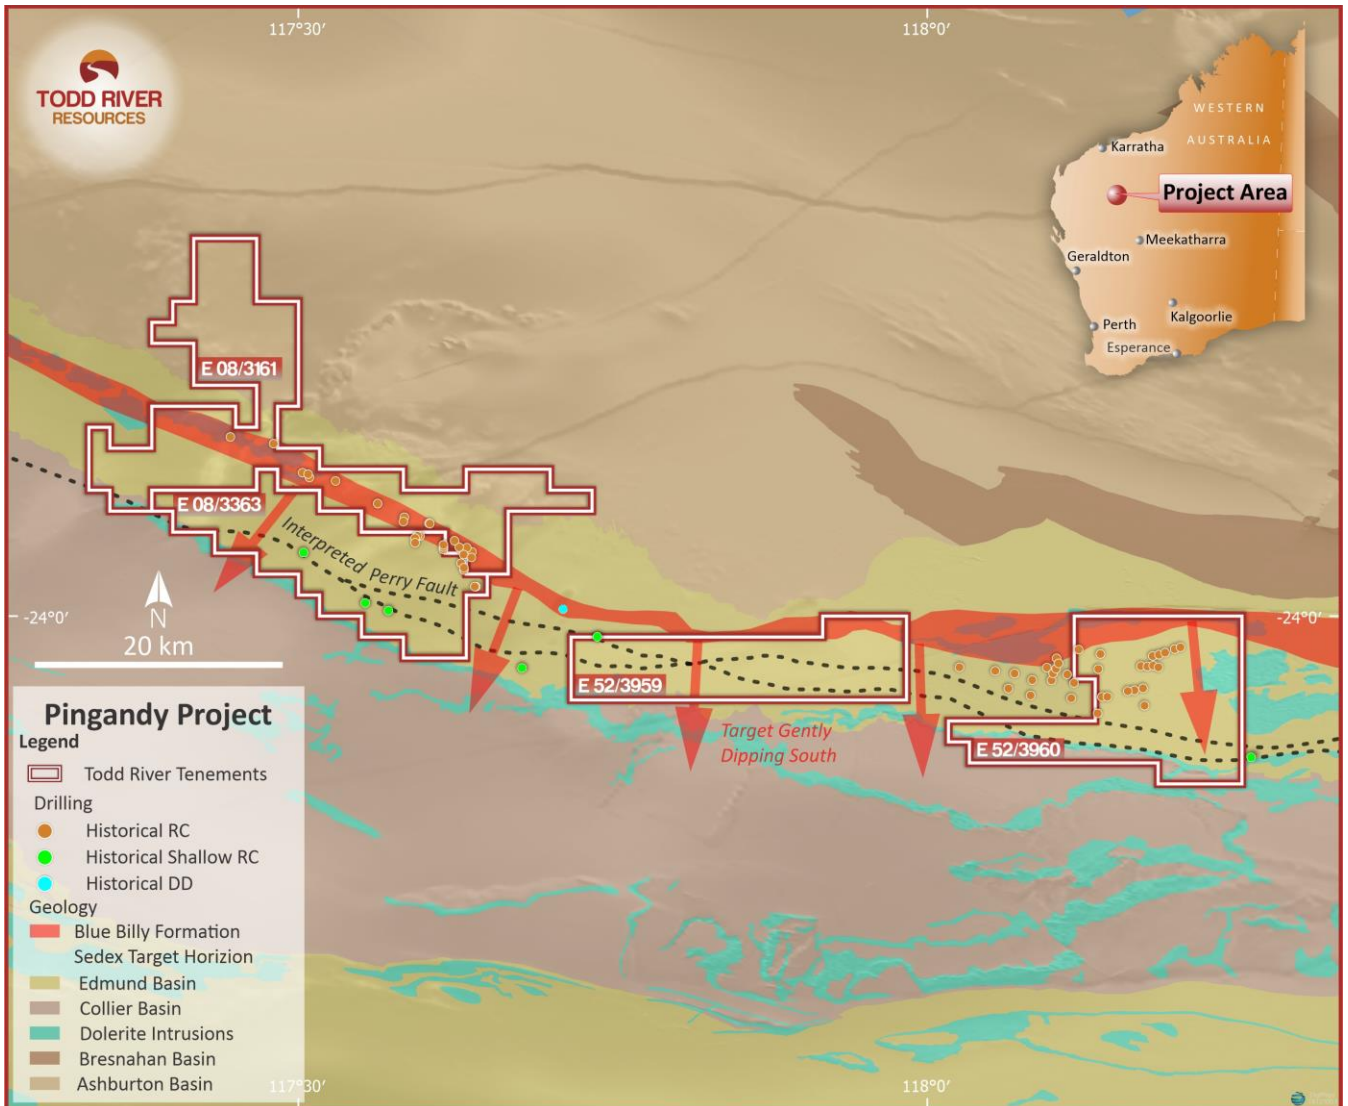 117°30′
118°0′
TODD RIVER
RESOURCES
WESTERN
AUSTRALIA
Karratha
Project Area
Meekatharra
Geraldton
Kalgoorlie
Perth
Esperance
E 08/3161
E 08/3363
Interpreted Perry Fault
-24°0′
-24°0′
N
20 km
E 52/3959
E 52/3960
Target Gently
Dipping South
Pingandy Project
Legend
Todd River Tenements
Drilling
Historical RC
Historical Shallow RC
Historical DD
Geology
Blue Billy Formation
Sedex Target Horizion
Edmund Basin
Collier Basin
Dolerite Intrusions
Bresnahan Basin
Ashburton Basin
117°30′
118°0′